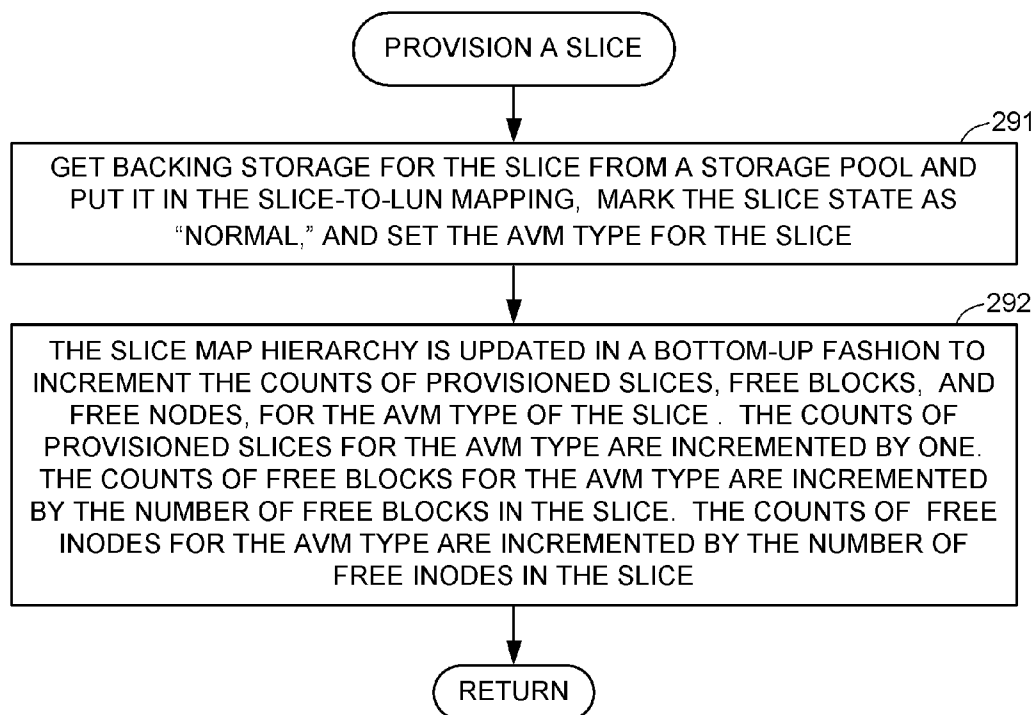 PROVISION A SLICE
291
GET BACKING STORAGE FOR THE SLICE FROM A STORAGE POOL AND
PUT IT IN THE SLICE-TO-LUN MAPPING, MARK THE SLICE STATE AS
“NORMAL,” AND SET THE AVM TYPE FOR THE SLICE
292
THE SLICE MAP HIERARCHY IS UPDATED IN A BOTTOM-UP FASHION TO
INCREMENT THE COUNTS OF PROVISIONED SLICES, FREE BLOCKS, AND
FREE NODES, FOR THE AVM TYPE OF THE SLICE . THE COUNTS OF
PROVISIONED SLICES FOR THE AVM TYPE ARE INCREMENTED BY ONE.
THE COUNTS OF FREE BLOCKS FOR THE AVM TYPE ARE INCREMENTED
BY THE NUMBER OF FREE BLOCKS IN THE SLICE. THE COUNTS OF FREE
INODES FOR THE AVM TYPE ARE INCREMENTED BY THE NUMBER OF
FREE INODES IN THE SLICE
RETURN